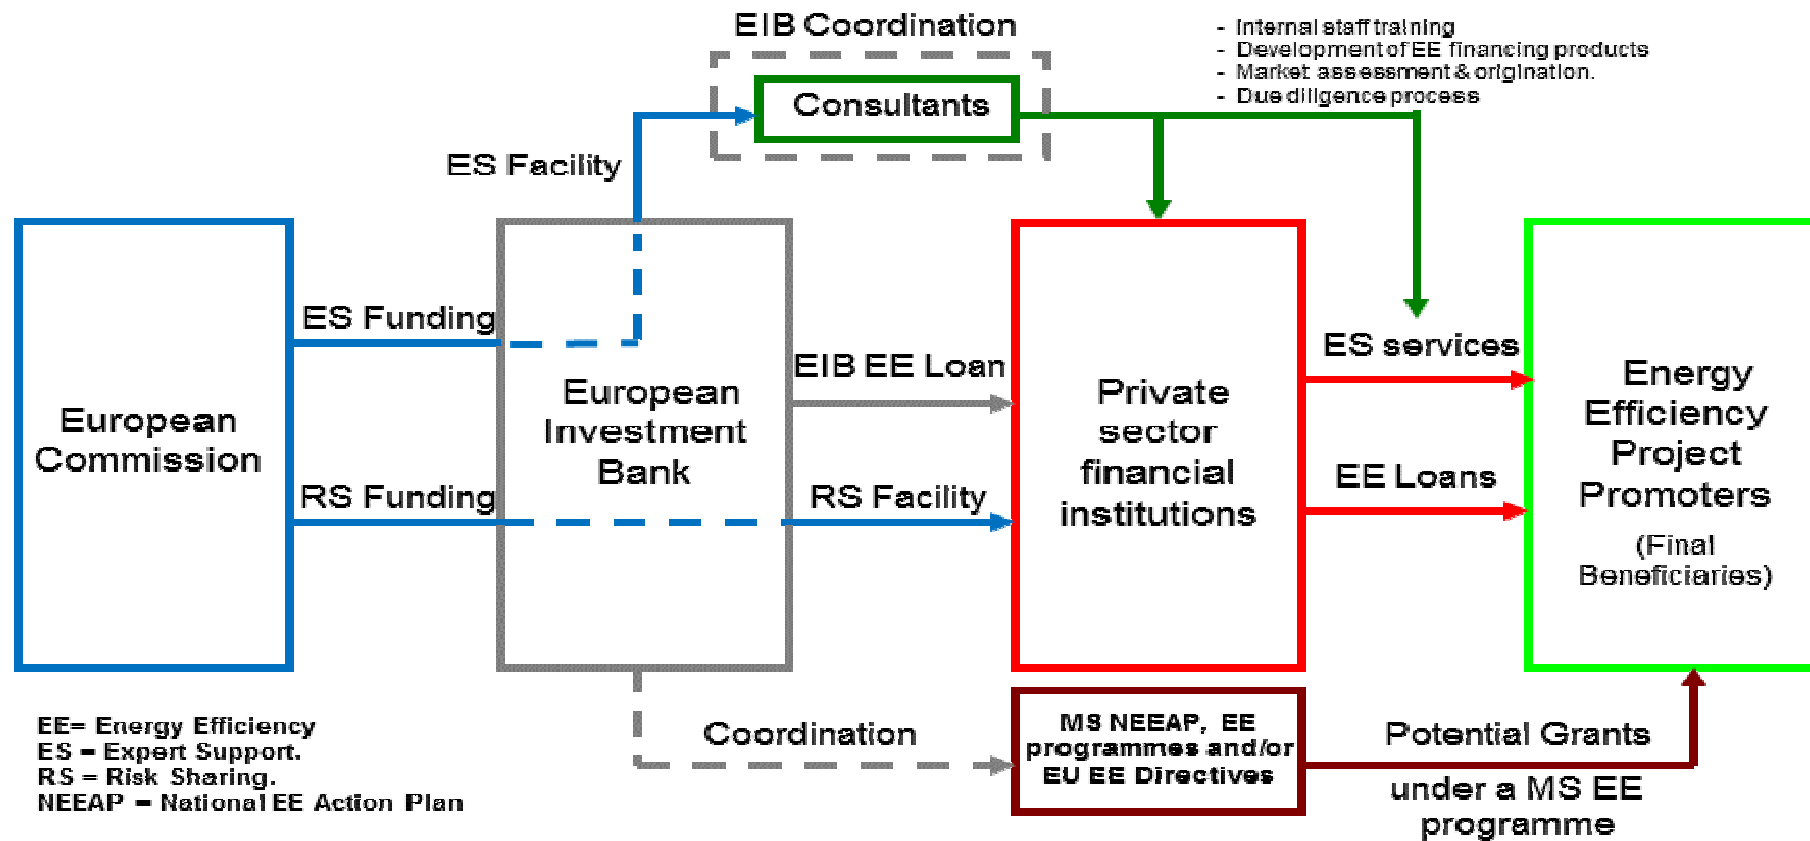 EIB Coordination
Consultants
- Internal staff training
- Development of EE financing products
- Market assessment & origination.
- Due diligence process
ES Facility
ES Funding
RS Funding
European
Commission
European
Investment
Bank
EIB EE Loan
RS Facility
Private
sector
financial
institutions
ES services
EE Loans
Energy
Efficiency
Project
Promoters
(Final
Beneficiaries)
EE= Energy Efficiency
ES = Expert Support.
RS = Risk Sharing.
NEEAP = National EE Action Plan
Coordination
MS NEEAP, EE
programmes and/or
EU EE Directives
Potential Grants
under a MS EE
programme